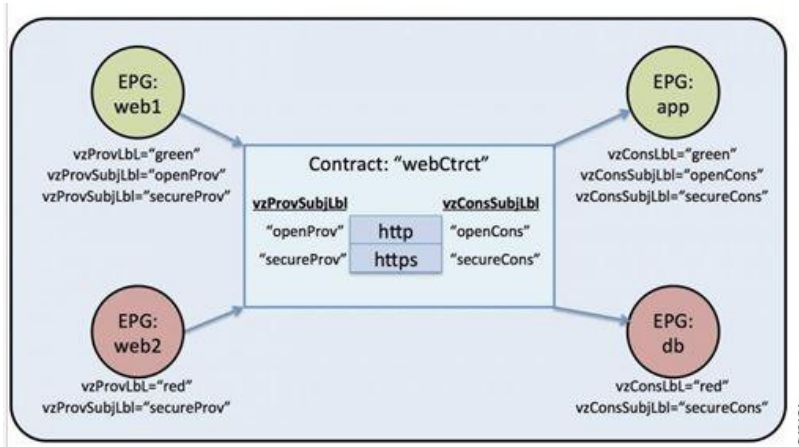 EPG:
web1
vzProvLbL="green"
vzProvSubjLbl="openProv"
vzProvSubjLbl="secureProv"
EPG:
app
vzConsLbL="green"
vzConsSubjLbl="openCons"
vzConsSubjLbl="secureCons"
Contract: "webCtrct"
vzProvSubjLbl vzConsSubjLbl
"openProv" http "openCons"
"secureProv" https "secureCons"
EPG:
web2
vzProvLbL="red"
vzProvSubjLbl="secureProv"
EPG:
db
vzConsLbL="red"
vzConsSubjLbl="secureCons"